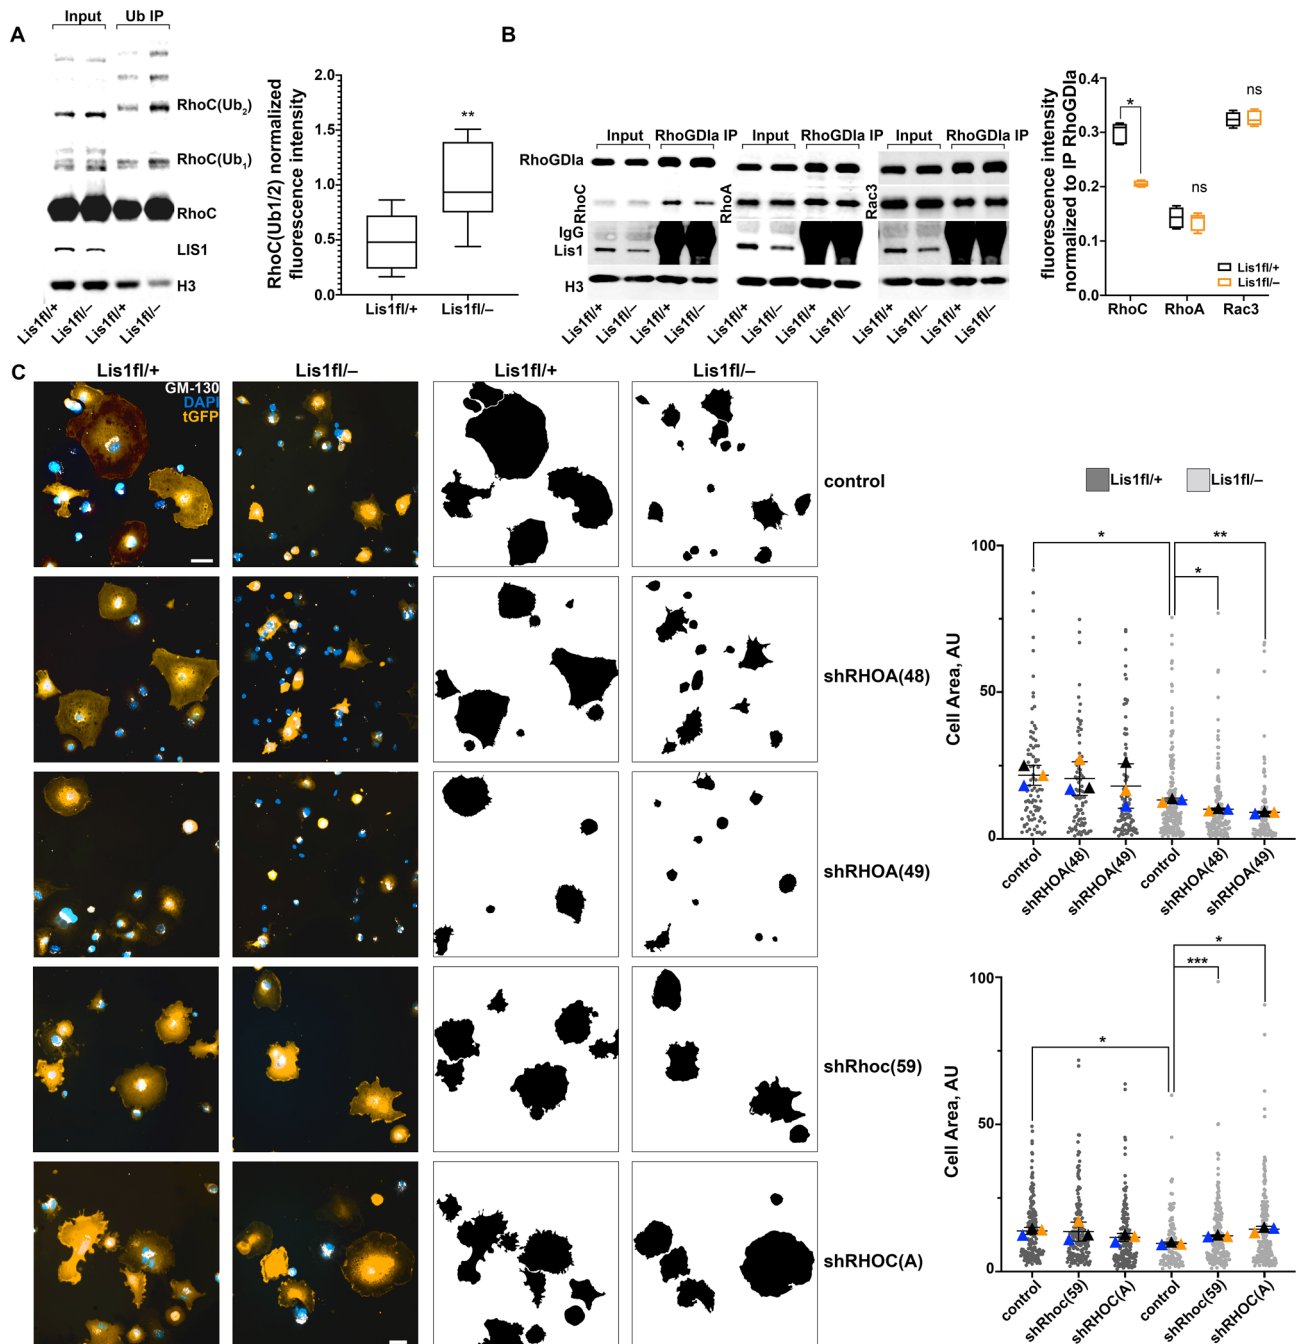 A
Input
Ub IP
RhoC(Ub2)
RhoC(Ub1)
RhoC
LIS1
H3
Lis1fl/+
Lis1fl/–
Lis1fl/+
Lis1fl/–
RhoC(Ub1/2) normalized
fluorescence intensity
2.0
1.5
1.0
0.5
0.0
**
Lis1fl/+
Lis1fl/–
B
Input
RhoGDIa IP
Input
RhoGDIa IP
Input
RhoGDIa IP
RhoGDIa
RhoC
RhoA
Rac3
IgG
Lis1
H3
Lis1fl/+
Lis1fl/–
Lis1fl/+
Lis1fl/–
Lis1fl/+
Lis1fl/–
Lis1fl/+
Lis1fl/–
Lis1fl/+
Lis1fl/–
Lis1fl/+
Lis1fl/–
fluorescence intensity
normalized to IP RhoGDIa
0.4
0.3
0.2
0.1
0.0
*
ns
ns
Lis1fl/+
Lis1fl/–
RhoC
RhoA
Rac3
C
Lis1fl/+
Lis1fl/–
Lis1fl/+
Lis1fl/–
GM-130
DAPI
tGFP
control
shRHOA(48)
shRHOA(49)
shRhoc(59)
shRHOC(A)
Lis1fl/+
Lis1fl/–
Cell Area, AU
100
50
0
*
**
*
control
shRHOA(48)
shRHOA(49)
control
shRHOA(48)
shRHOA(49)
Cell Area, AU
100
50
0
*
***
*
control
shRhoc(59)
shRHOC(A)
control
shRhoc(59)
shRHOC(A)